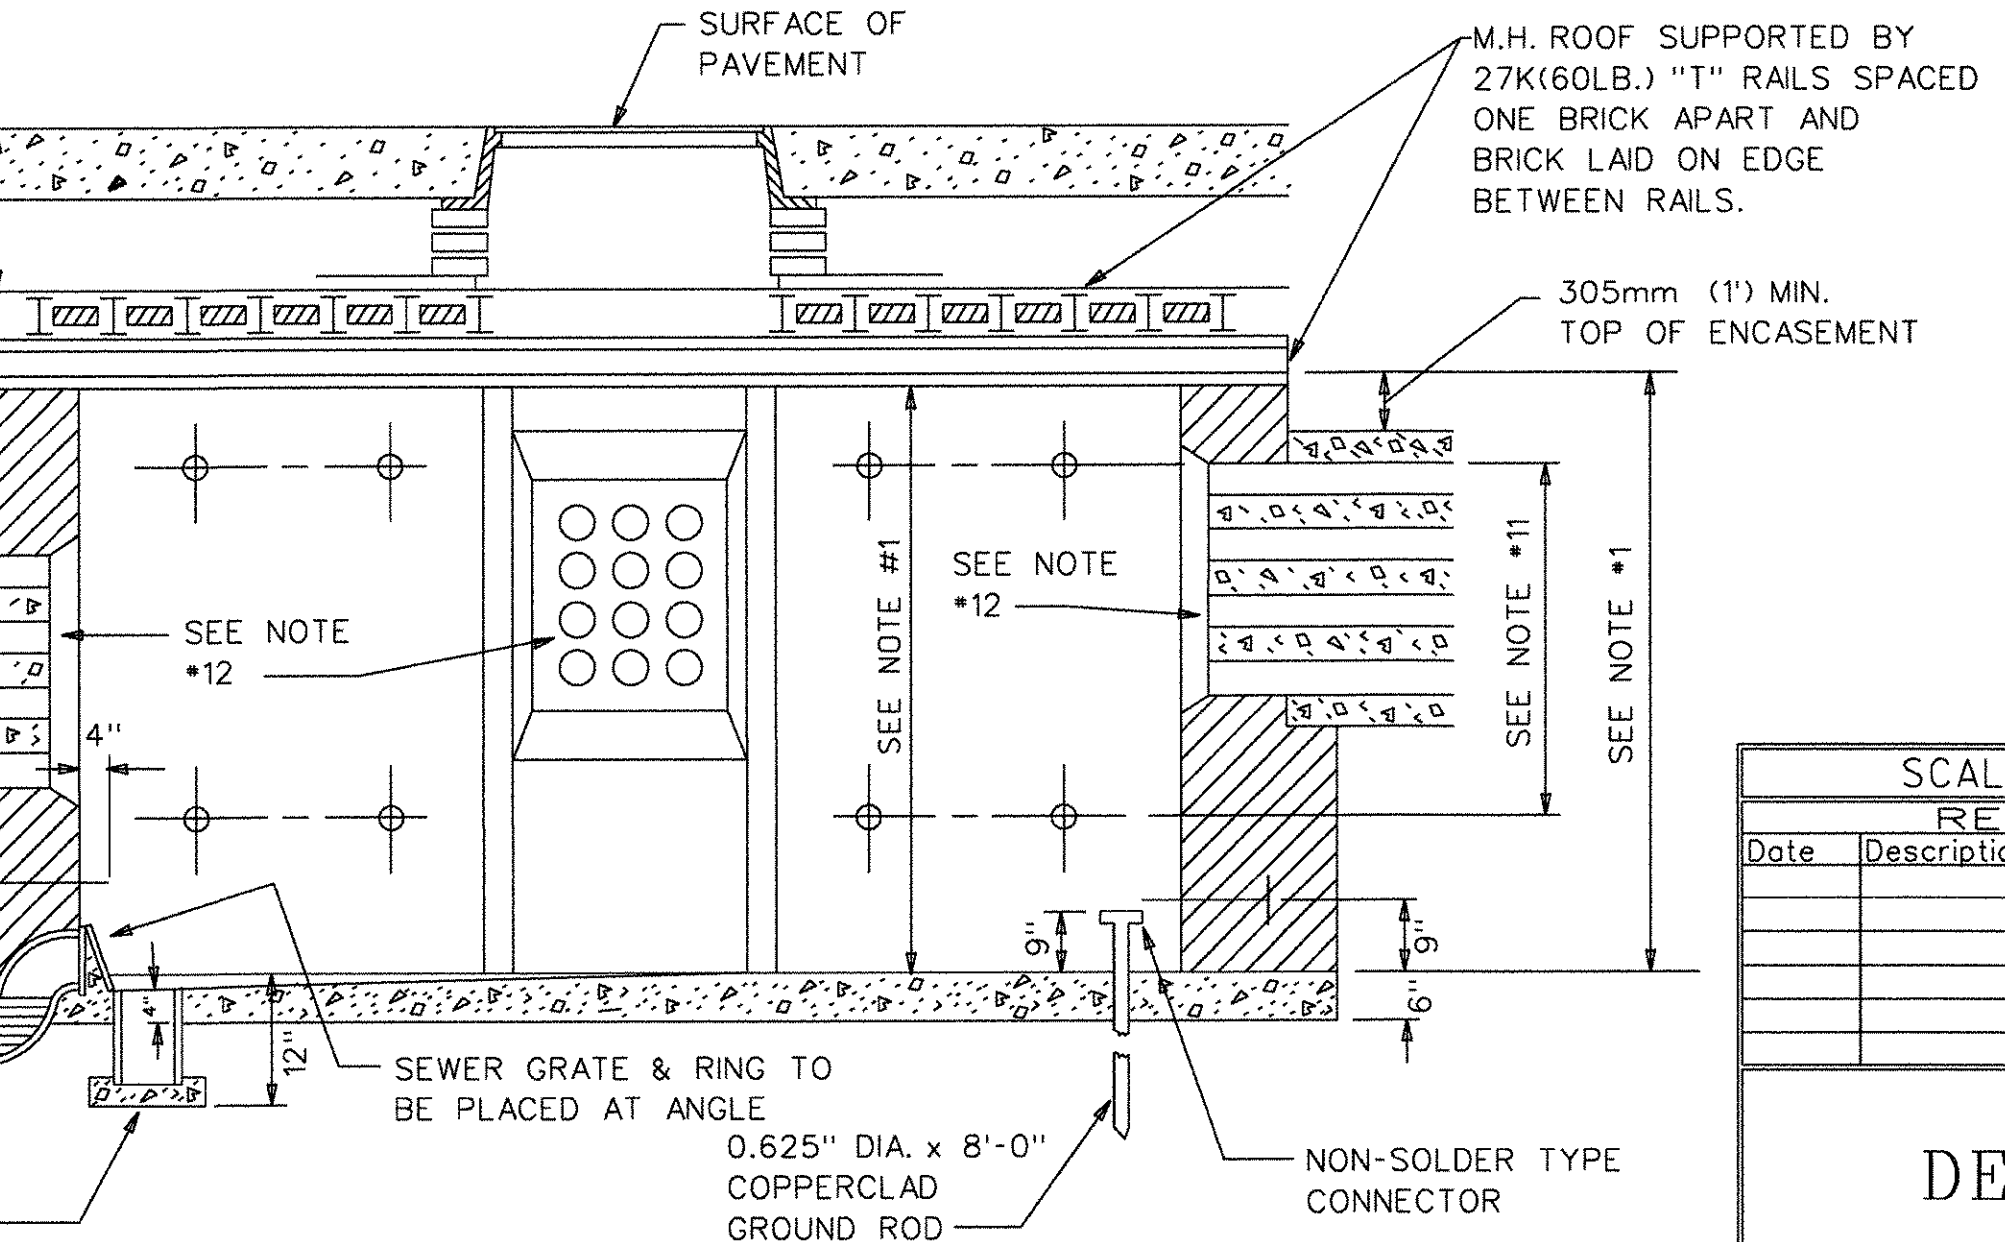 SURFACE OF
PAVEMENT
M.H. ROOF SUPPORTED BY
27K(60LB.) "T" RAILS SPACED
ONE BRICK APART AND
BRICK LAID ON EDGE
BETWEEN RAILS.
305mm (1') MIN.
TOP OF ENCASEMENT
SEE NOTE
*12
SEE NOTE #1
SEE NOTE
*12
SEE NOTE *11
SEE NOTE *1
4"
9"
9"
6"
4"
12"
SEWER GRATE & RING TO
BE PLACED AT ANGLE
0.625" DIA. x 8'-0"
COPPERCLAD
GROUND ROD
NON-SOLDER TYPE
CONNECTOR
SCAL
RE
Date Descriptio
DE